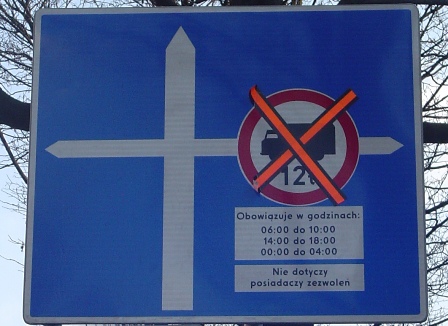 12t
Obowiązuje w godzinach:
06:00 do 10:00
14:00 do 18:00
00:00 do 04:00
Nie dotyczy
posiadaczy zezwoleń